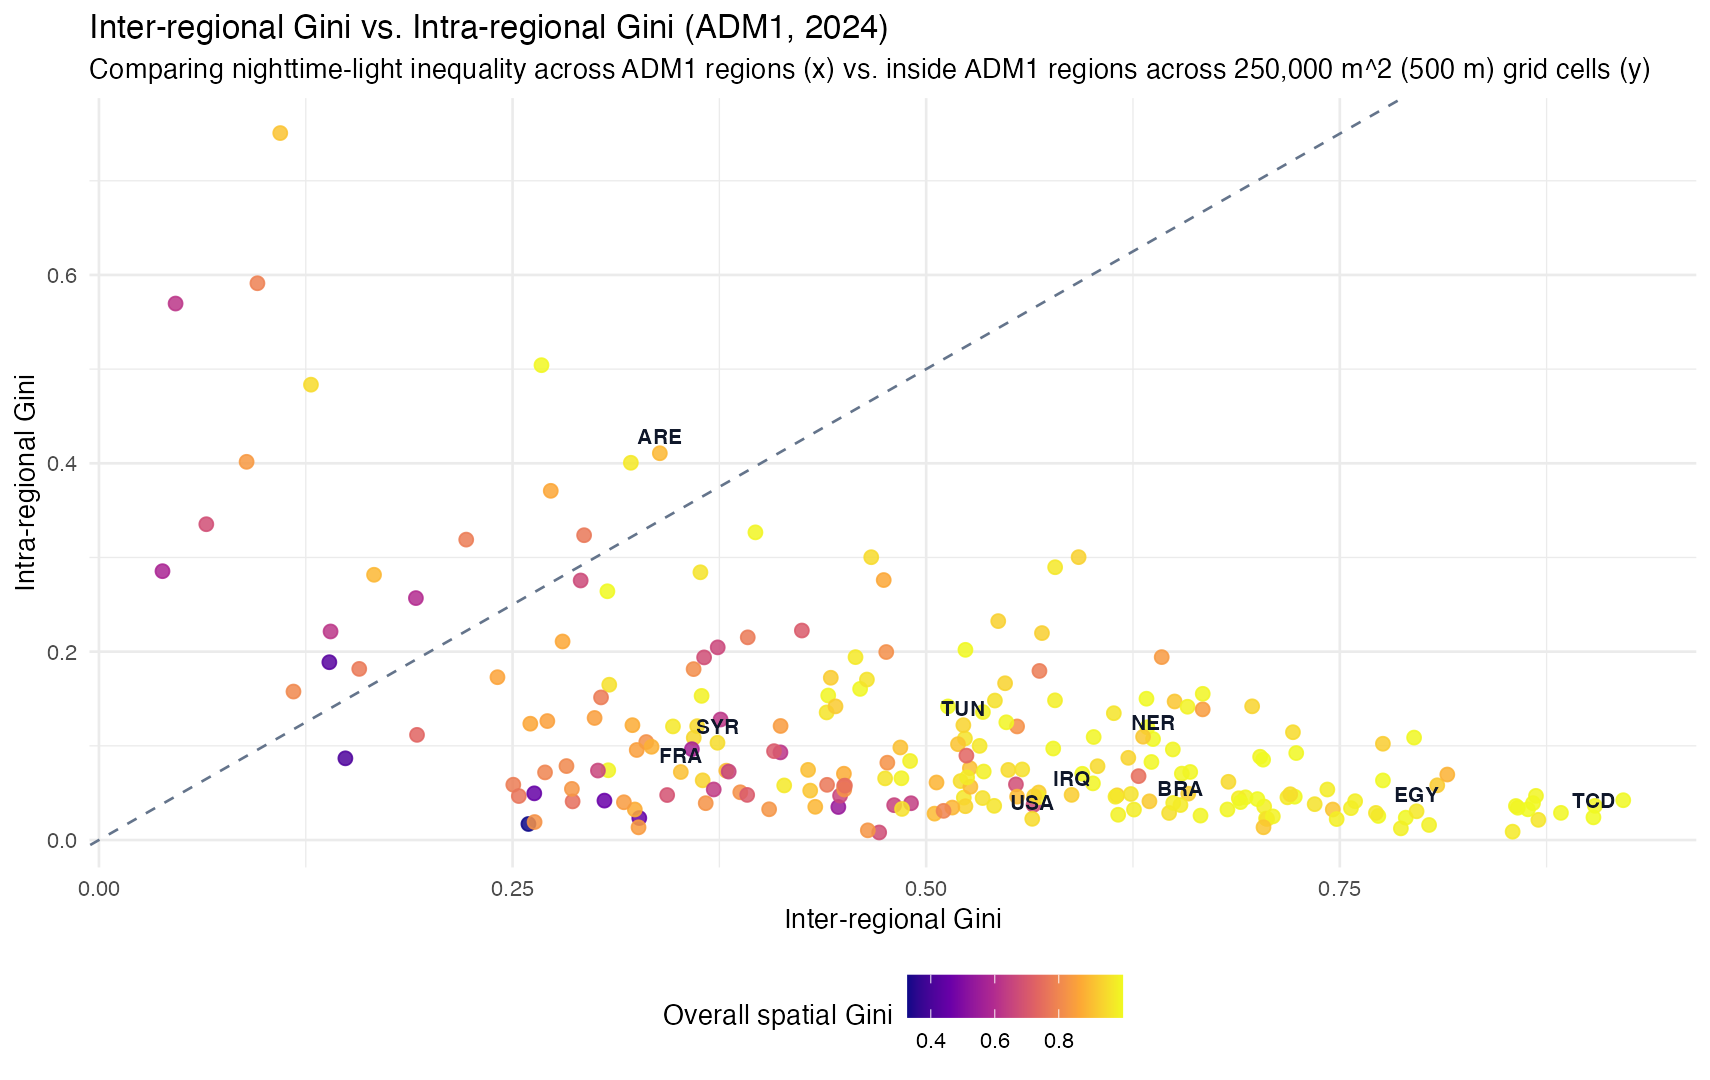 Inter-regional Gini vs. Intra-regional Gini (ADM1, 2024)
Comparing nighttime-light inequality across ADM1 regions (x) vs. inside ADM1 regions across 250,000 m^2 (500 m) grid cells (y)
Intra-regional Gini
0.6
0.4
0.2
0.0
ARE
TUN
SYR
NER
FRA
IRQ
BRA
USA
EGY
TCD
0.00
0.25
0.50
0.75
Inter-regional Gini
Overall spatial Gini
0.4
0.6
0.8